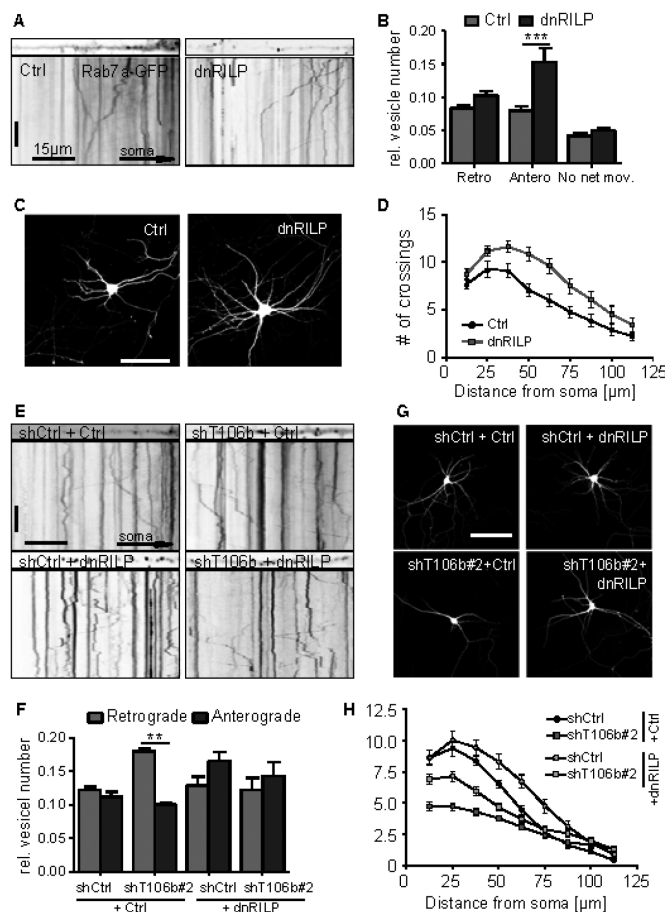 A
Ctrl
Rab7a-GFP
15µm
soma
dnRILP
B
Ctrl
dnRILP
rel. vesicle number
0.20
0.15
0.10
0.05
0.00
***
Retro
Antero
No net mov.
C
Ctrl
dnRILP
D
# of crossings
15
10
5
0
Ctrl
dnRILP
0
25
50
75
100
125
Distance from soma [µm]
E
shCtrl + Ctrl
shT106b + Ctrl
soma
shCtrl + dnRILP
shT106b + dnRILP
G
shCtrl + Ctrl
shCtrl + dnRILP
shT106b#2+Ctrl
shT106b#2+
dnRILP
F
Retrograde
Anterograde
rel. vesicel number
0.20
0.15
0.10
0.05
0.00
**
shCtrl
shT106b#2
shCtrl
shT106b#2
+ Ctrl
+ dnRILP
H
12.5
10.0
7.5
5.0
2.5
0.0
shCtrl
shT106b#2
+Ctrl
shCtrl
shT106b#2
+dnRILP
0
25
50
75
100
125
Distance from soma [µm]